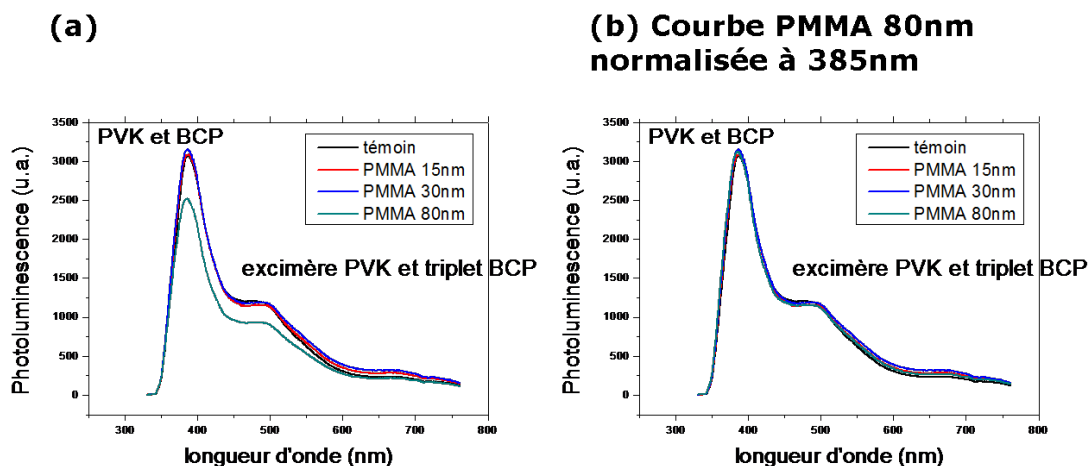 (a)
(b) Courbe PMMA 80nm
normalisée à 385nm
PVK et BCP
témoin
PMMA 15nm
PMMA 30nm
PMMA 80nm
excimère PVK et triplet BCP
Photoluminescence (u.a.)
3500
3000
2500
2000
1500
1000
500
0
300 400 500 600 700 800
longueur d'onde (nm)
PVK et BCP
témoin
PMMA 15nm
PMMA 30nm
PMMA 80nm
excimère PVK et triplet BCP
Photoluminescence (u.a.)
3500
3000
2500
2000
1500
1000
500
0
300 400 500 600 700 800
longueur d'onde (nm)